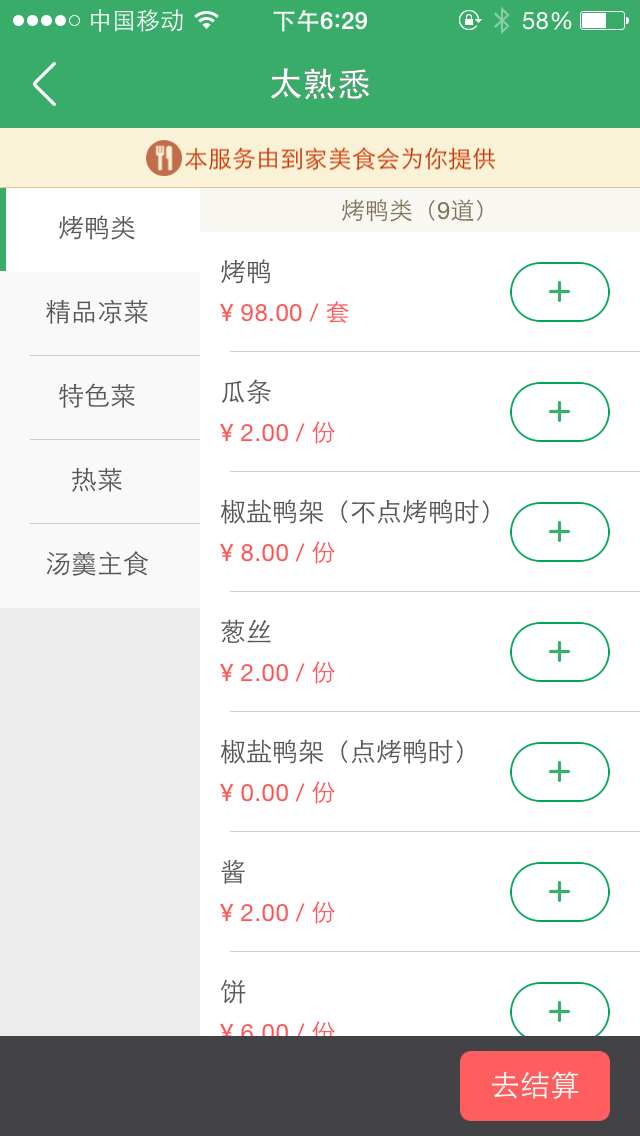 中国移动 下午6:29 58%
太熟悉
本服务由到家美食会为你提供
烤鸭类
精品凉菜
特色菜
热菜
汤羹主食
烤鸭类（9道）
烤鸭
¥ 98.00 / 套
瓜条
¥ 2.00 / 份
椒盐鸭架（不点烤鸭时）
¥ 8.00 / 份
葱丝
¥ 2.00 / 份
椒盐鸭架（点烤鸭时）
¥ 0.00 / 份
酱
¥ 2.00 / 份
饼
¥ 6.00 / 份
去结算